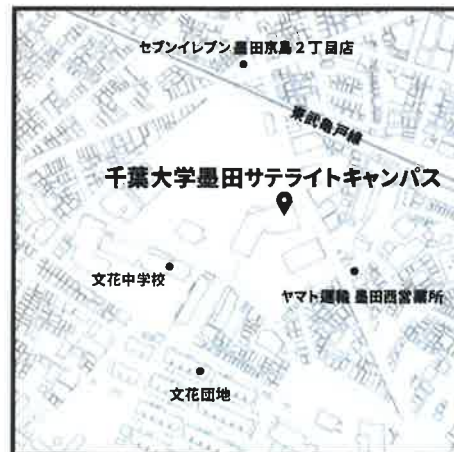 セブンイレブン 墨田京島2丁目店
東武亀戸線
千葉大学墨田サテライトキャンパス
文花中学校
ヤマト運輸 墨田西営業所
文花団地